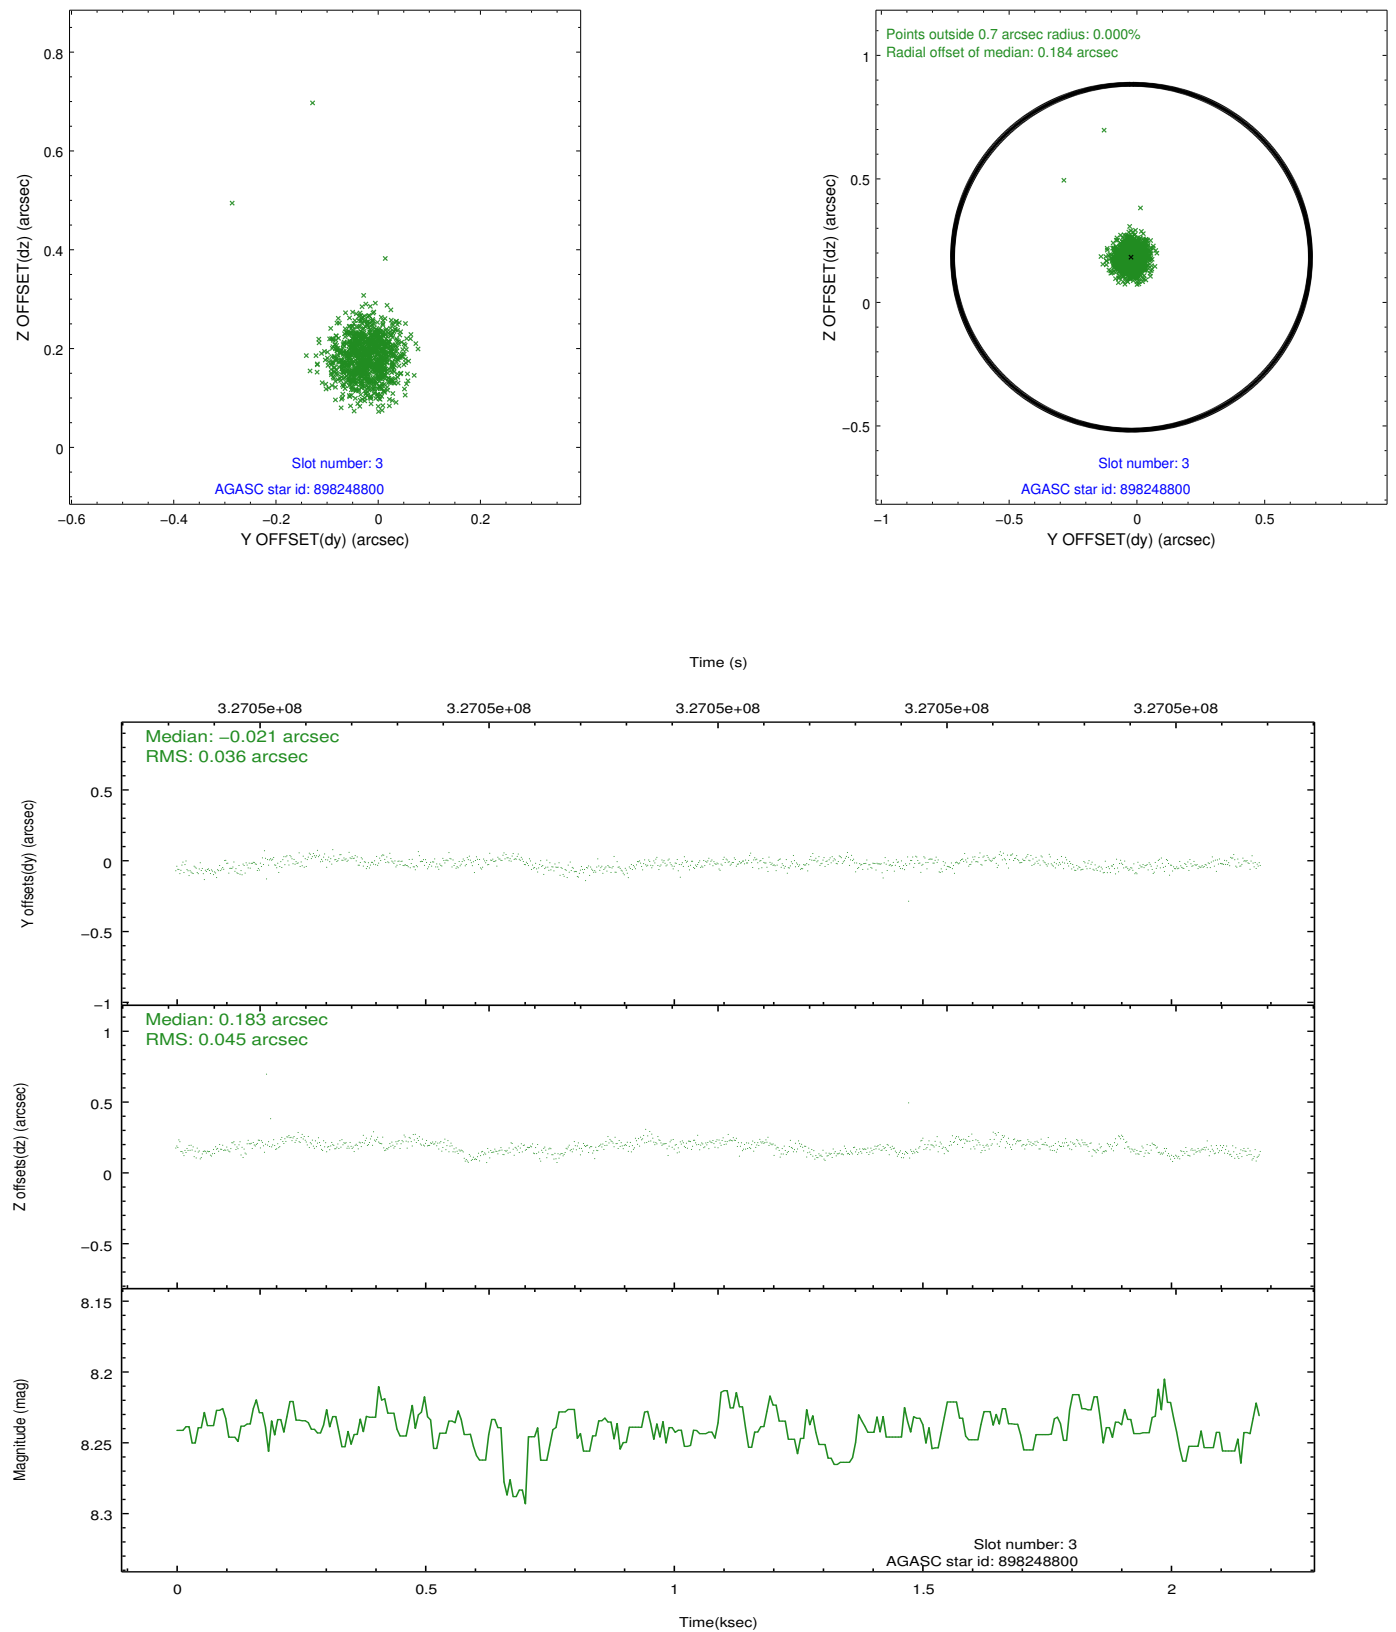 0.8
0.6
0.4
0.2
0
Z OFFSET(dz) (arcsec)
Slot number: 3
AGASC star id: 898248800
−0.6 −0.4 −0.2 0 0.2
Y OFFSET(dy) (arcsec)
Points outside 0.7 arcsec radius: 0.000%
Radial offset of median: 0.184 arcsec
1
0.5
0
−0.5
Z OFFSET(dz) (arcsec)
Slot number: 3
AGASC star id: 898248800
−1 −0.5 0 0.5
Y OFFSET(dy) (arcsec)
Time (s)
3.2705e+08 3.2705e+08 3.2705e+08 3.2705e+08 3.2705e+08
Median: −0.021 arcsec
RMS: 0.036 arcsec
0.5
0
−0.5
−1
Y offsets(dy) (arcsec)
Median: 0.183 arcsec
RMS: 0.045 arcsec
1
0.5
0
−0.5
Z offsets(dz) (arcsec)
8.15
8.2
8.25
8.3
Magnitude (mag)
Slot number: 3
AGASC star id: 898248800
0 0.5 1 1.5 2
Time(ksec)